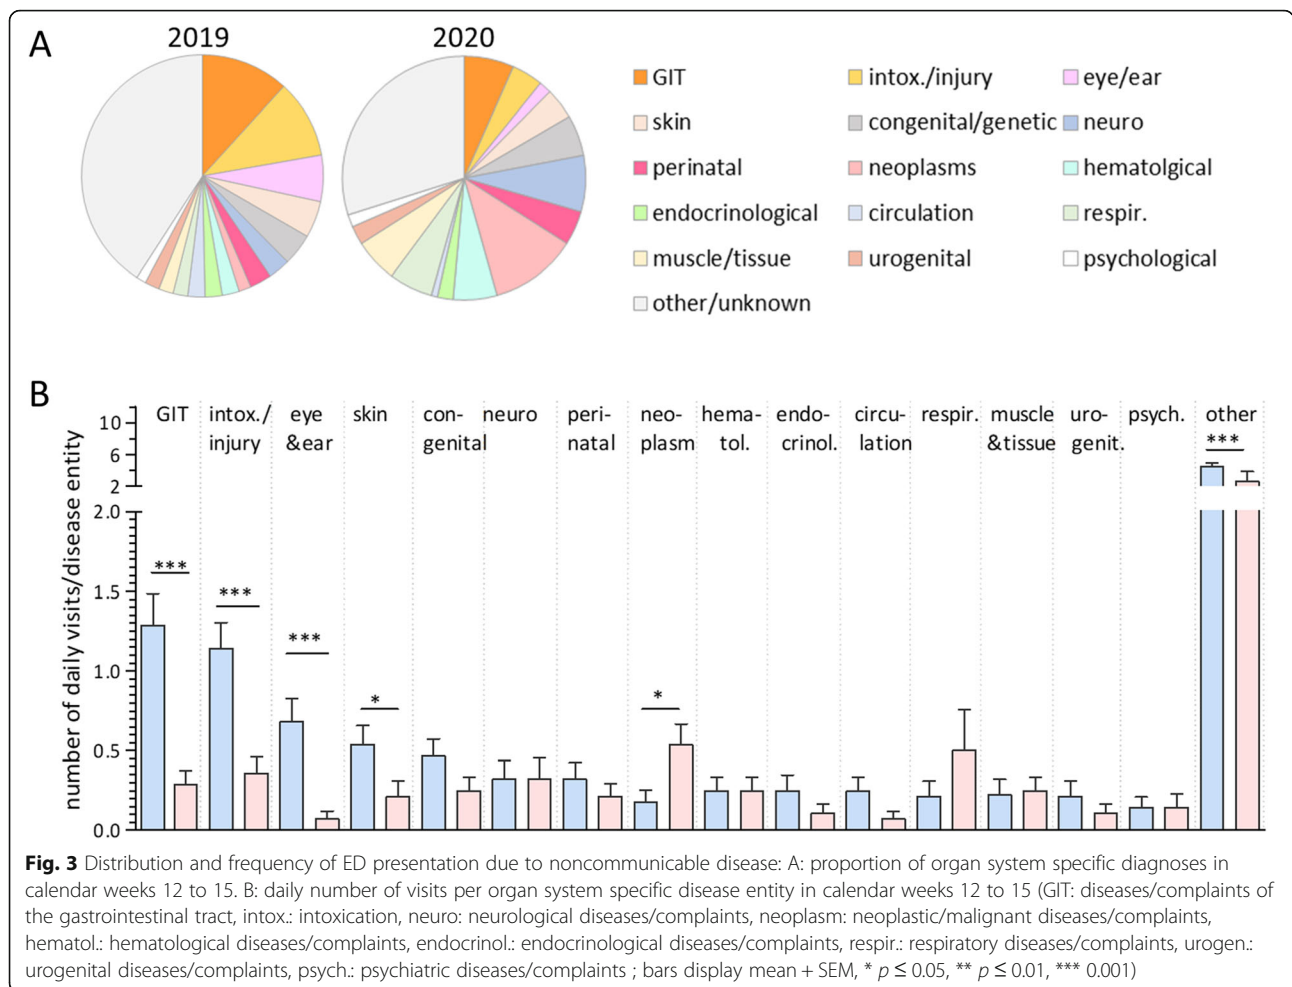 A
2019
2020
GIT
intox./injury
eye/ear
skin
congenital/genetic
neuro
perinatal
neoplasms
hematolgical
endocrinological
circulation
respir.
muscle/tissue
urogenital
psychological
other/unknown
B
number of daily visits/disease entity
10
6
2
2.0
1.5
1.0
0.5
0.0
GIT
intox./
injury
eye
&ear
skin
con-
genital
neuro
peri-
natal
neo-
plasm
hema-
tol.
endo-
crinol.
circu-
lation
respir.
muscle
&tissue
uro-
genit.
psych.
other
***
***
***
*
*
***
Fig. 3 Distribution and frequency of ED presentation due to noncommunicable disease: A: proportion of organ system specific diagnoses in
calendar weeks 12 to 15. B: daily number of visits per organ system specific disease entity in calendar weeks 12 to 15 (GIT: diseases/complaints of
the gastrointestinal tract, intox.: intoxication, neuro: neurological diseases/complaints, neoplasm: neoplastic/malignant diseases/complaints,
hematol.: hematological diseases/complaints, endocrinol.: endocrinological diseases/complaints, respir.: respiratory diseases/complaints, urogen.:
urogenital diseases/complaints, psych.: psychiatric diseases/complaints ; bars display mean + SEM, * p ≤ 0.05, ** p ≤ 0.01, *** 0.001)